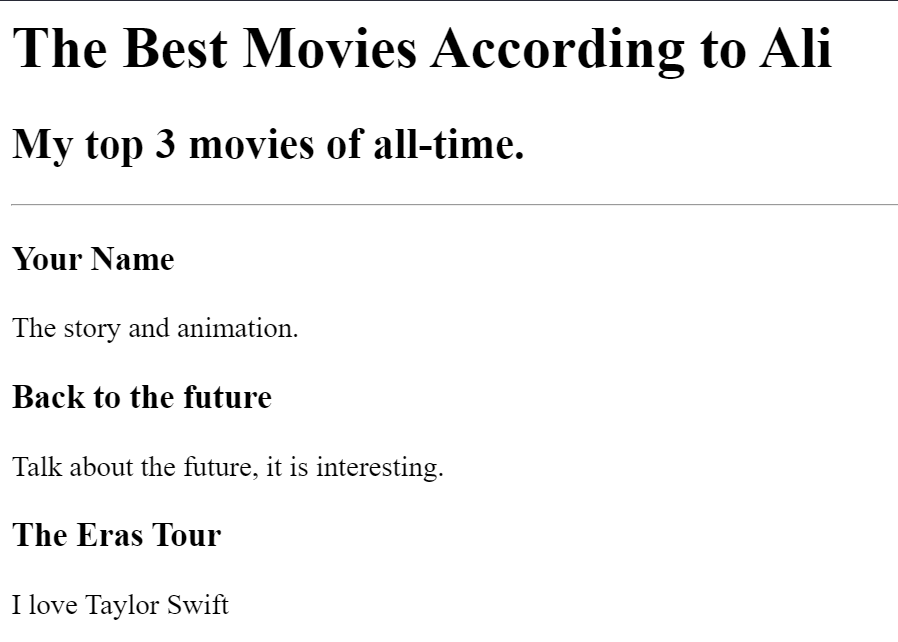 The Best Movies According to Ali
My top 3 movies of all-time.
Your Name
The story and animation.
Back to the future
Talk about the future, it is interesting.
The Eras Tour
I love Taylor Swift